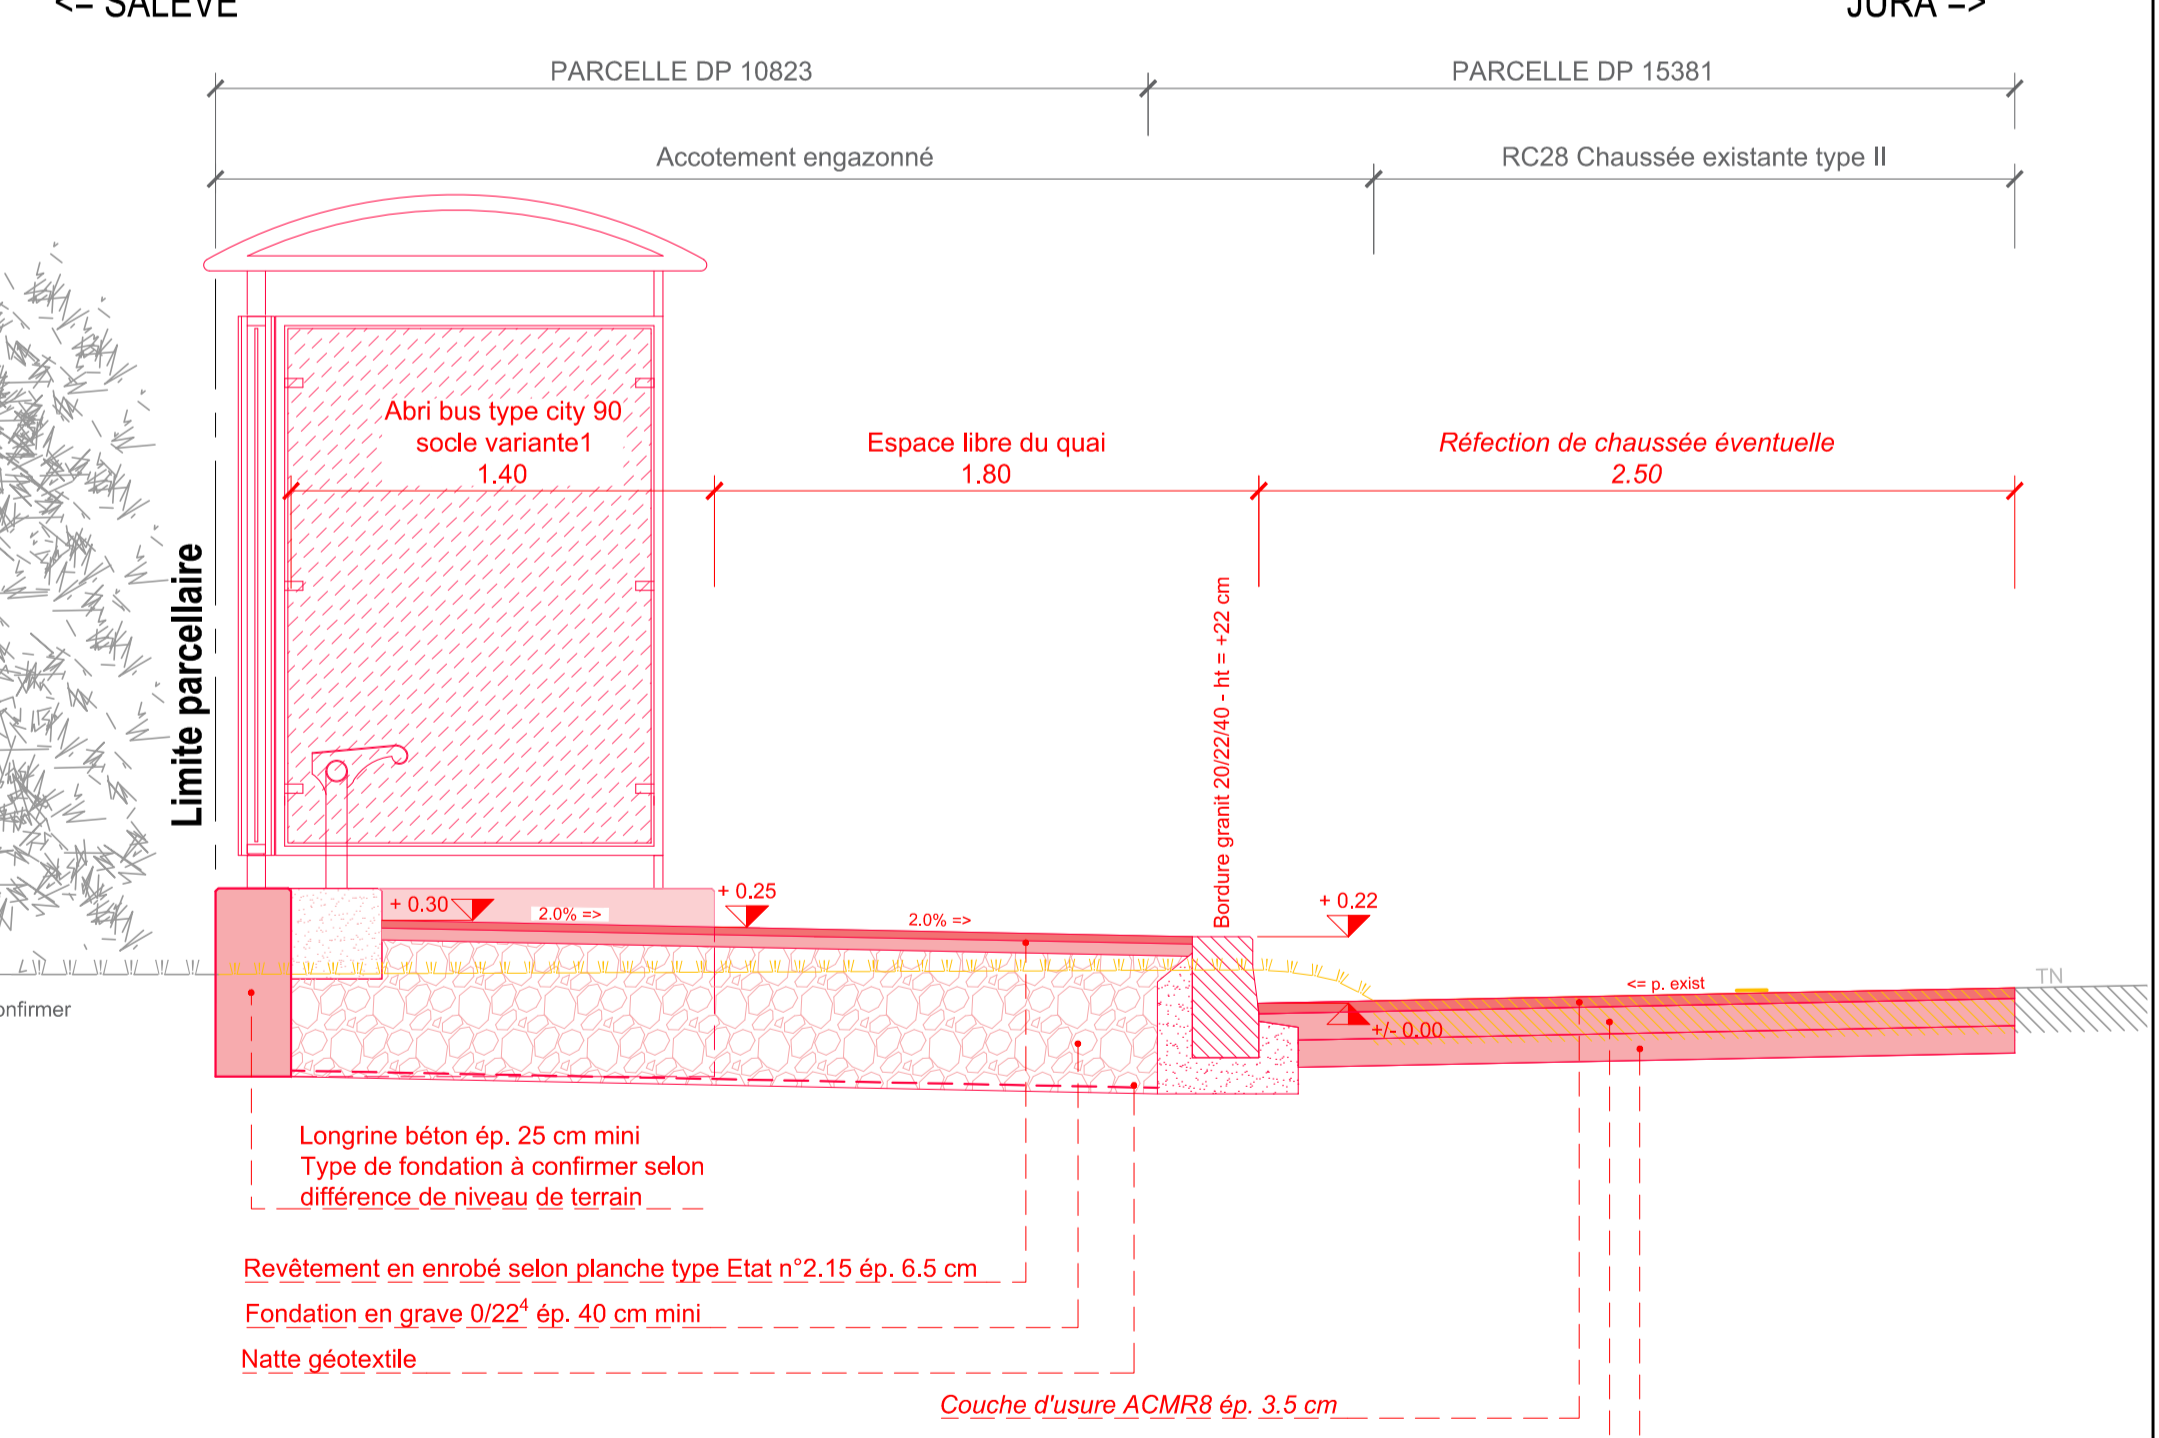 <= SALEVE
JURA =>
PARCELLE DP 10823
PARCELLE DP 15381
Accotement engazonné
RC28 Chaussée existante type II
Abri bus type city 90
socle variante1
1.40
Espace libre du quai
1.80
Réfection de chaussée éventuelle
2.50
Limite parcellaire
Bordure granit 20/22/40 - ht = +22 cm
+ 0.30
2.0% =>
+ 0.25
2.0% =>
+ 0.22
<= p. exist
TN
+/- 0.00
onfirmer
Longrine béton ép. 25 cm mini
Type de fondation à confirmer selon
différence de niveau de terrain
Revêtement en enrobé selon planche type Etat n°2.15 ép. 6.5 cm
Fondation en grave 0/22⁴ ép. 40 cm mini
Natte géotextile
Couche d'usure ACMR8 ép. 3.5 cm